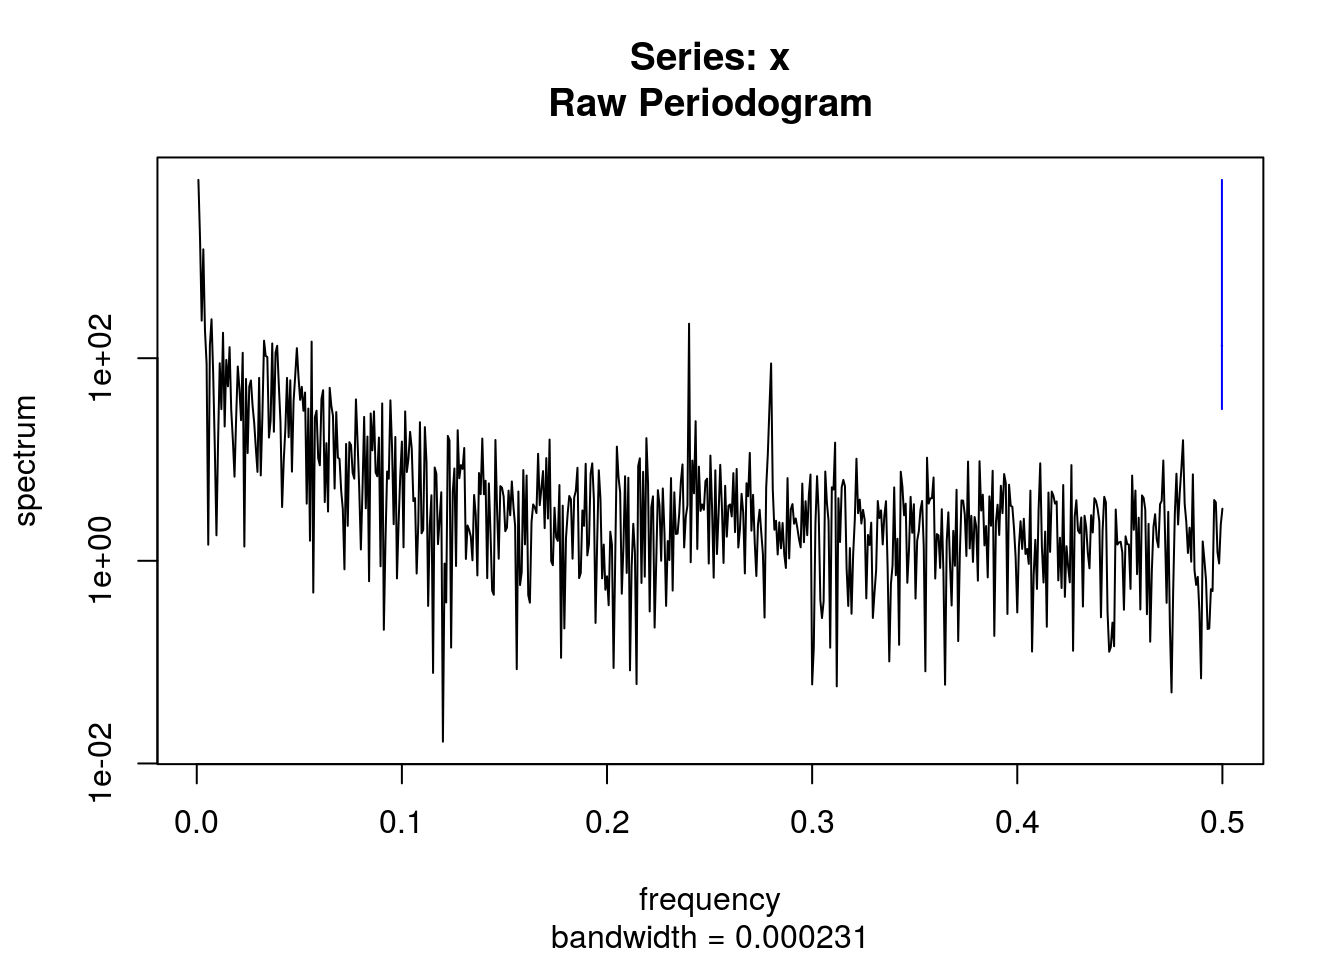 Series: x
Raw Periodogram
spectrum
1e+02
1e+00
1e-02
0.0 0.1 0.2 0.3 0.4 0.5
frequency
bandwidth = 0.000231